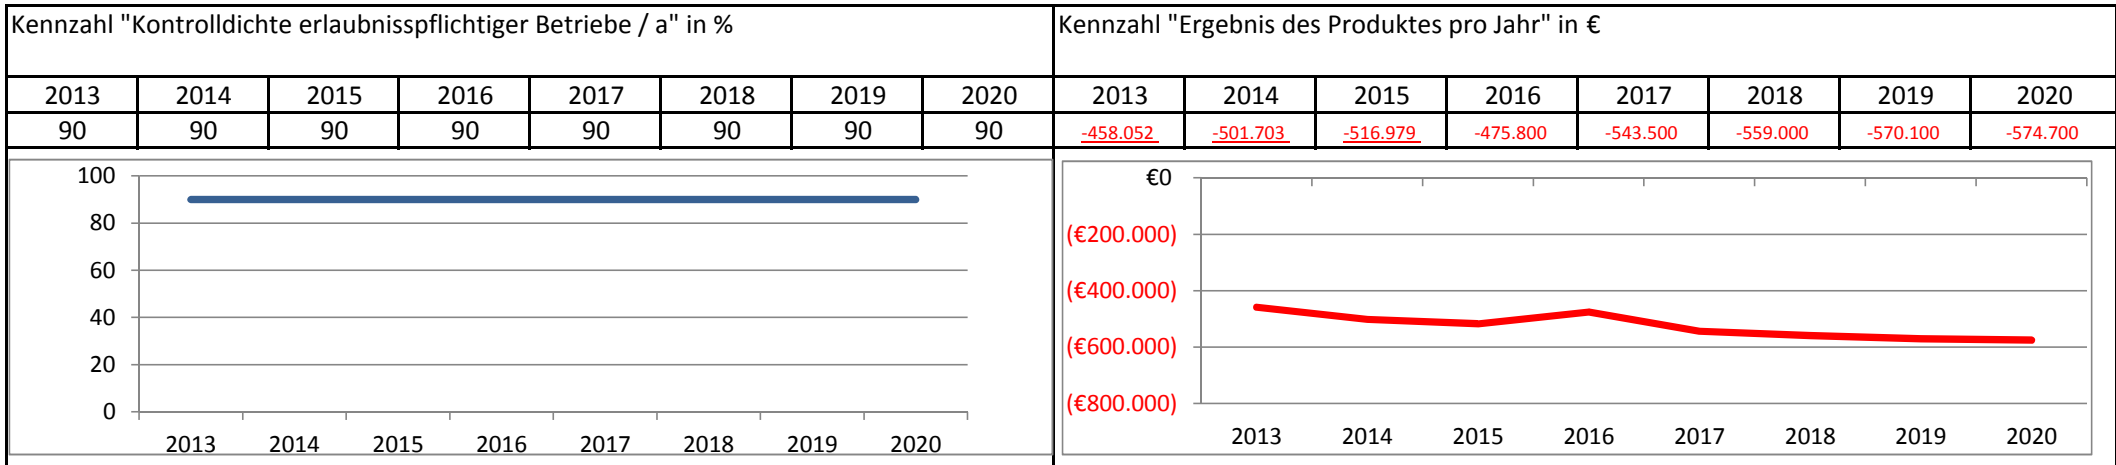 Kennzahl "Kontrolldichte erlaubnisspflichtiger Betriebe / a" in %
2013 2014 2015 2016 2017 2018 2019 2020
90 90 90 90 90 90 90 90
100
80
60
40
20
0
2013 2014 2015 2016 2017 2018 2019 2020
Kennzahl "Ergebnis des Produktes pro Jahr" in €
2013 2014 2015 2016 2017 2018 2019 2020
-458.052 -501.703 -516.979 -475.800 -543.500 -559.000 -570.100 -574.700
€0
(€200.000)
(€400.000)
(€600.000)
(€800.000)
2013 2014 2015 2016 2017 2018 2019 2020